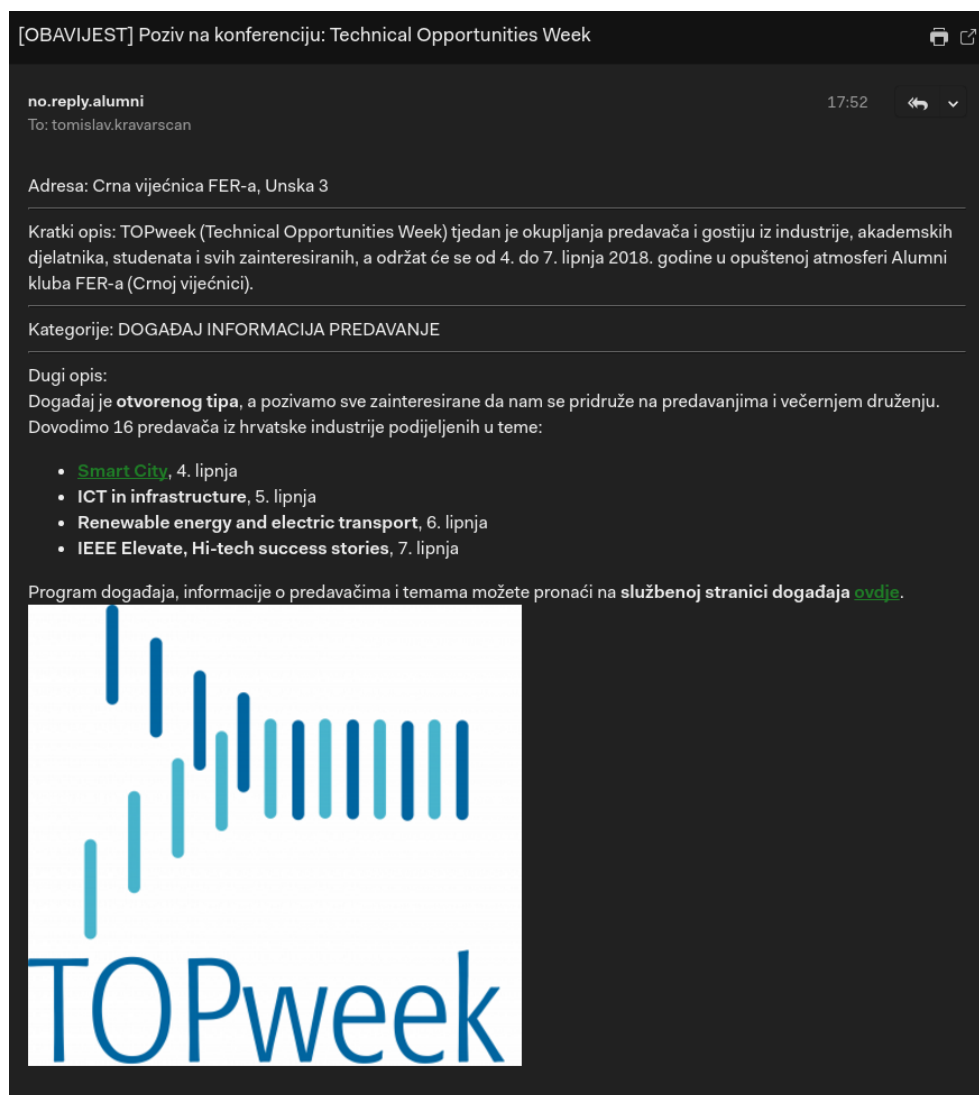 [OBAVIJEST] Poziv na konferenciju: Technical Opportunities Week
no.reply.alumni
17:52
To: tomislav.kravarscan
Adresa: Crna vijećnica FER-a, Unska 3
Kratki opis: TOPweek (Technical Opportunities Week) tjedan je okupljanja predavača i gostiju iz industrije, akademskih
djelatnika, studenata i svih zainteresiranih, a održat će se od 4. do 7. lipnja 2018. godine u opuštenoj atmosferi Alumni
kluba FER-a (Crnoj vijećnici).
Kategorije: DOGAĐAJ INFORMACIJA PREDAVANJE
Dugi opis:
Događaj je otvorenog tipa, a pozivamo sve zainteresirane da nam se pridruže na predavanjima i večernjem druženju.
Dovodimo 16 predavača iz hrvatske industrije podijeljenih u teme:
• Smart City, 4. lipnja
• ICT in infrastructure, 5. lipnja
• Renewable energy and electric transport, 6. lipnja
• IEEE Elevate, Hi-tech success stories, 7. lipnja
Program događaja, informacije o predavačima i temama možete pronaći na službenoj stranici događaja ovdje.
TOPweek